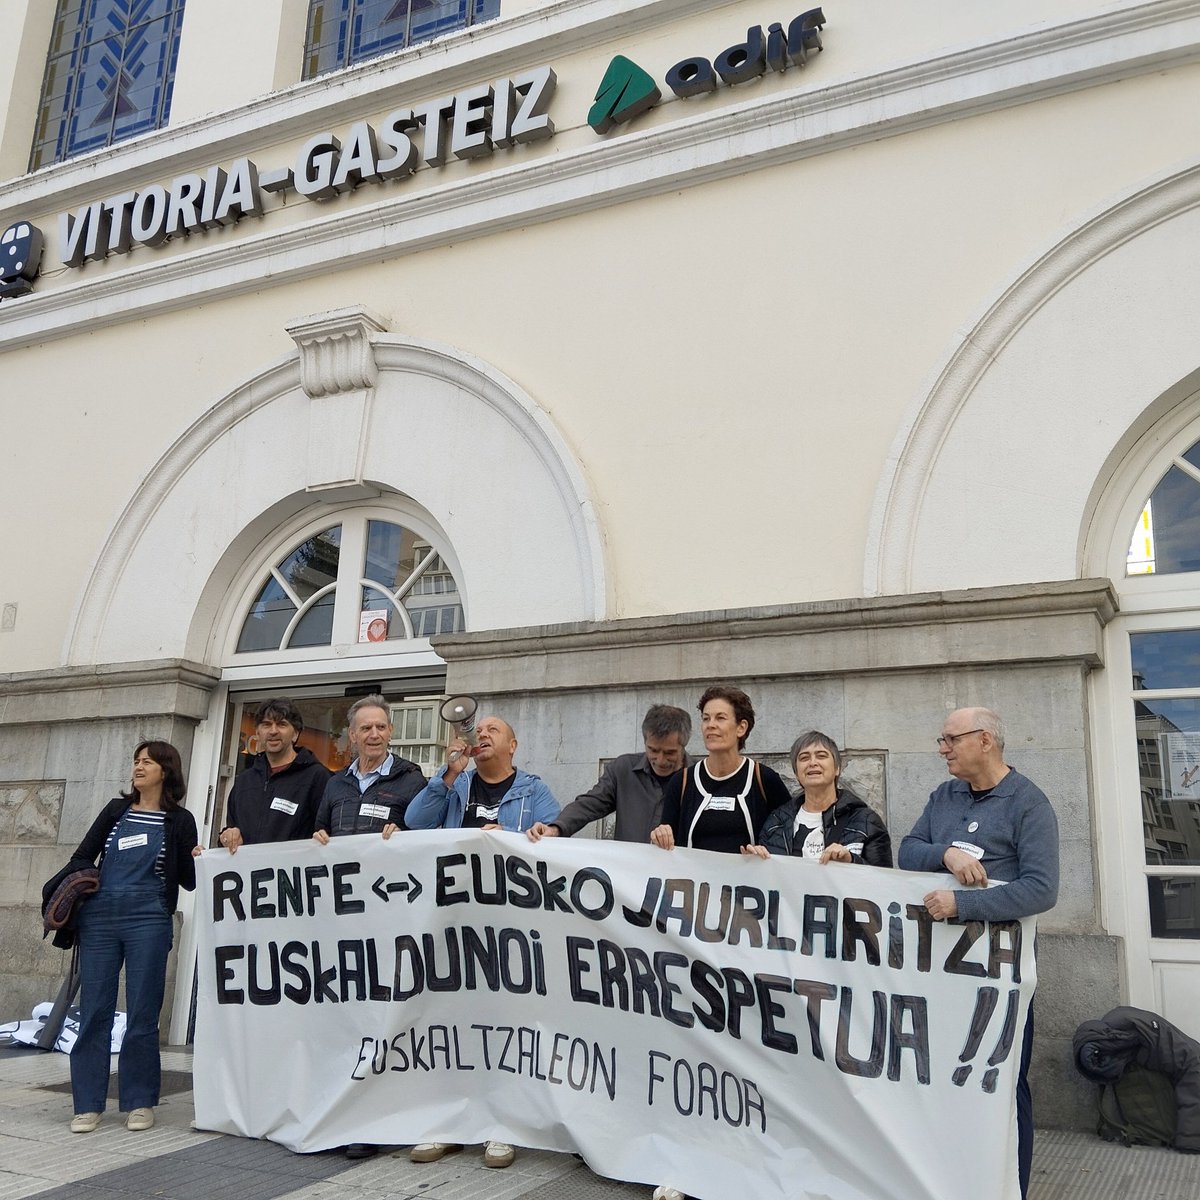 VITORIA-GASTEIZ adif
RENFE <-> EUSKO JAURLARITZA
EUSKALDUNOI ERRESPETUA !!
EUSKALTZALEON FOROA